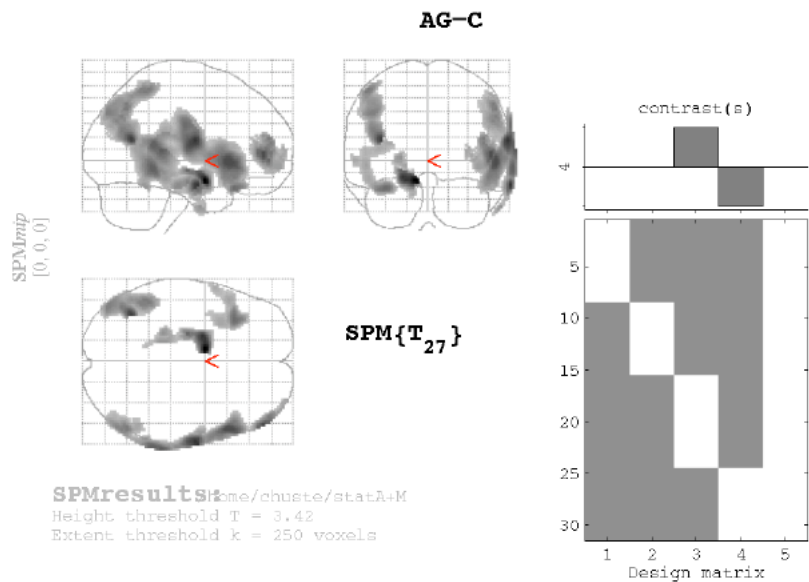 AG-C
contrast(s)
4
<
<
SPMmip
[0, 0, 0]
<
SPM{T27}
5
10
15
20
25
30
1 2 3 4 5
Design matrix
SPMresults: Home/chuste/statA+M
Height threshold T = 3.42
Extent threshold k = 250 voxels